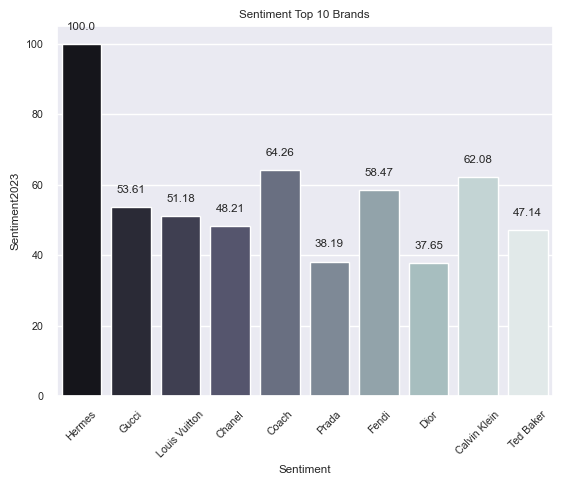 Sentiment Top 10 Brands
100.0
53.61
51.18
48.21
64.26
38.19
58.47
37.65
62.08
47.14
Sentiment2023
100
80
60
40
20
0
Hermes
Gucci
Louis Vuitton
Chanel
Coach
Prada
Fendi
Dior
Calvin Klein
Ted Baker
Sentiment